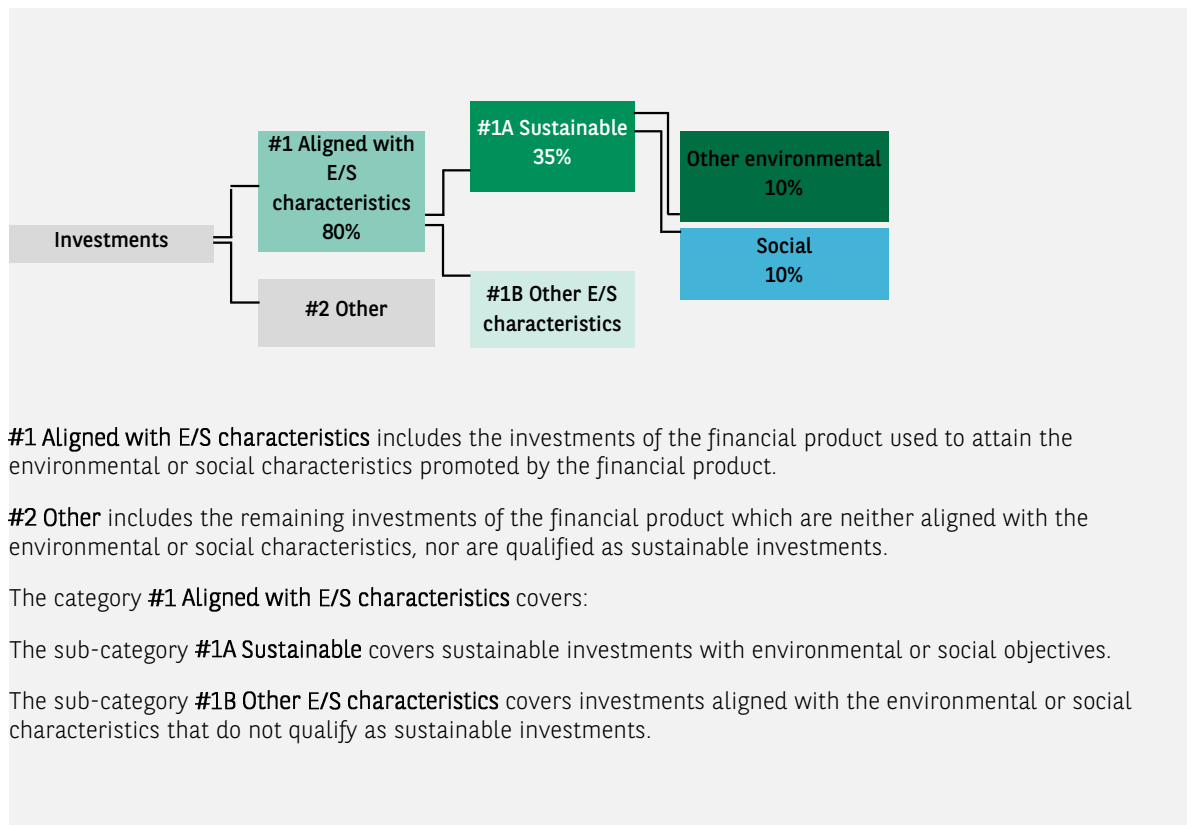 #1A Sustainable
35%
#1 Aligned with
E/S
characteristics
80%
Other environmental
10%
Investments
Social
10%
#2 Other
#1B Other E/S
characteristics
#1 Aligned with E/S characteristics includes the investments of the financial product used to attain the
environmental or social characteristics promoted by the financial product.
#2 Other includes the remaining investments of the financial product which are neither aligned with the
environmental or social characteristics, nor are qualified as sustainable investments.
The category #1 Aligned with E/S characteristics covers:
The sub-category #1A Sustainable covers sustainable investments with environmental or social objectives.
The sub-category #1B Other E/S characteristics covers investments aligned with the environmental or social
characteristics that do not qualify as sustainable investments.